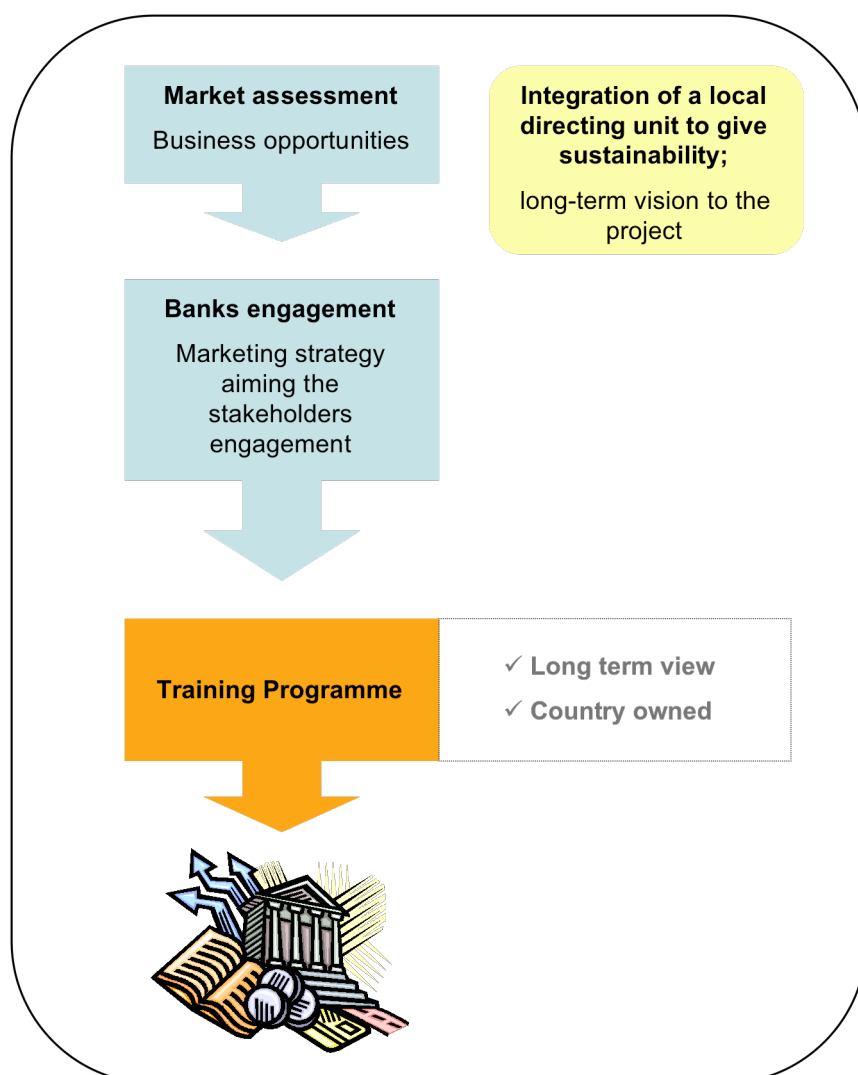 Market assessment
Business opportunities
Integration of a local
directing unit to give
sustainability;
long-term vision to the
project
Banks engagement
Marketing strategy
aiming the
stakeholders
engagement
Training Programme
✓ Long term view
✓ Country owned